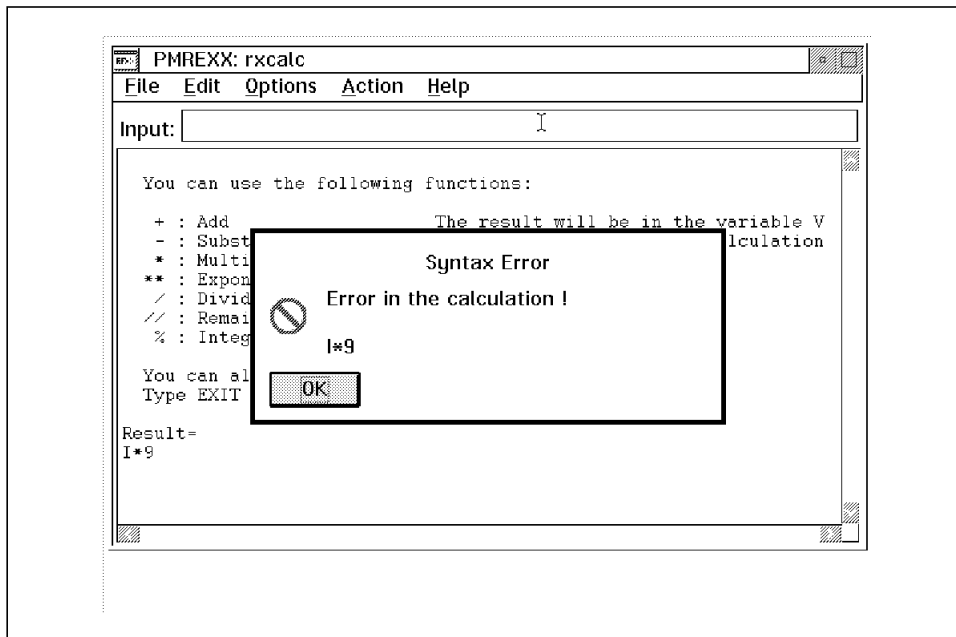 PMREXX: rxcalc
File Edit Options Action Help
Input:
You can use the following functions:
+ : Add The result will be in the variable V
- : Subst lculation
* : Multi
** : Expon
/ : Divid
// : Remai
% : Integ
You can al
Type EXIT
Syntax Error
Error in the calculation !
I*9
OK
Result=
I*9